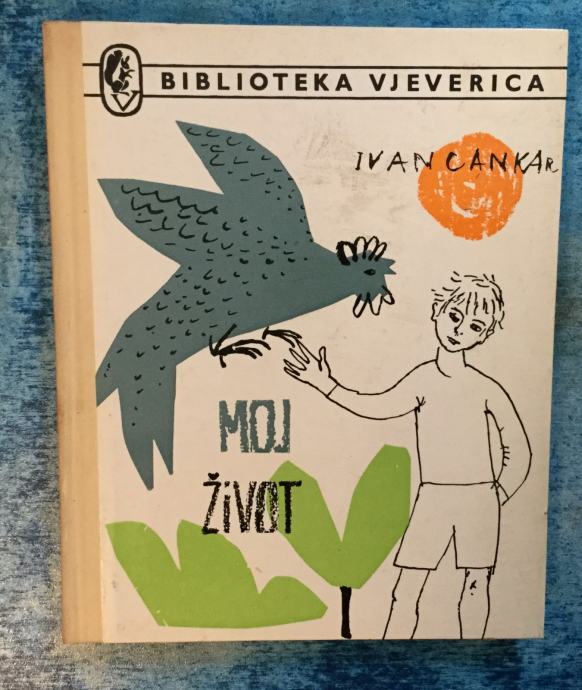 BIBLIOTEKA VJEVERICA
IVAN CANKAR
MOJ
ŽIVOT